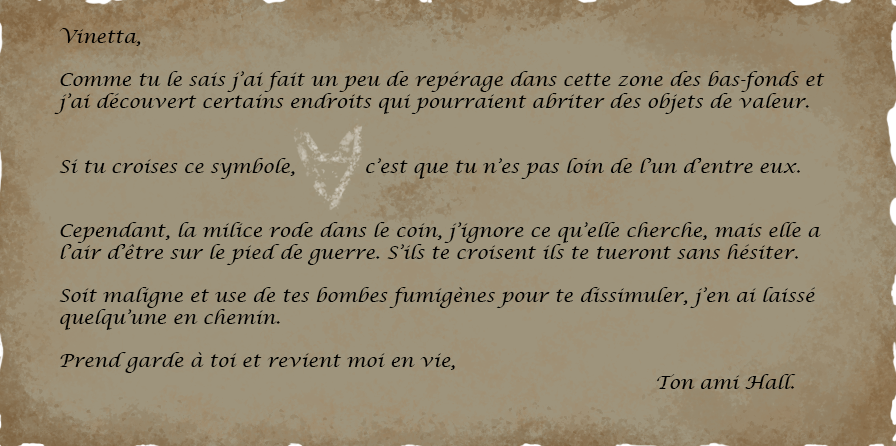 Vinetta,
Comme tu le sais j'ai fait un peu de repérage dans cette zone des bas-fonds et
j'ai découvert certains endroits qui pourraient abriter des objets de valeur.
Si tu croises ce symbole, c'est que tu n'es pas loin de l'un d'entre eux.
Cependant, la milice rode dans le coin, j'ignore ce qu'elle cherche, mais elle a
l'air d'être sur le pied de guerre. S'ils te croisent ils te tueront sans hésiter.
Soit maligne et use de tes bombes fumigènes pour te dissimuler, j'en ai laissé
quelqu'une en chemin.
Prend garde à toi et revient moi en vie,
Ton ami Hall.